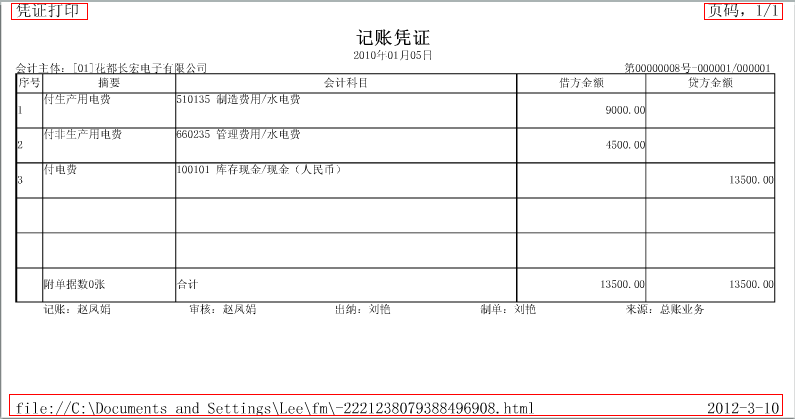 凭证打印 页码, 1/1
记账凭证
2010年01月05日
会计主体: [01]花都长宏电子有限公司 第00000008号-000001/000001
序号 摘要 会计科目 借方金额 贷方金额
1 付生产用电费 510135 制造费用/水电费 9000.00
2 付非生产用电费 660235 管理费用/水电费 4500.00
3 付电费 100101 库存现金/现金（人民币） 13500.00
附单据数0张 合计 13500.00 13500.00
记账: 赵凤娟 审核: 赵凤娟 出纳: 刘艳 制单: 刘艳 来源: 总账业务
file://C:\Documents and Settings\Lee\fm\-2221238079388496908.html 2012-3-10